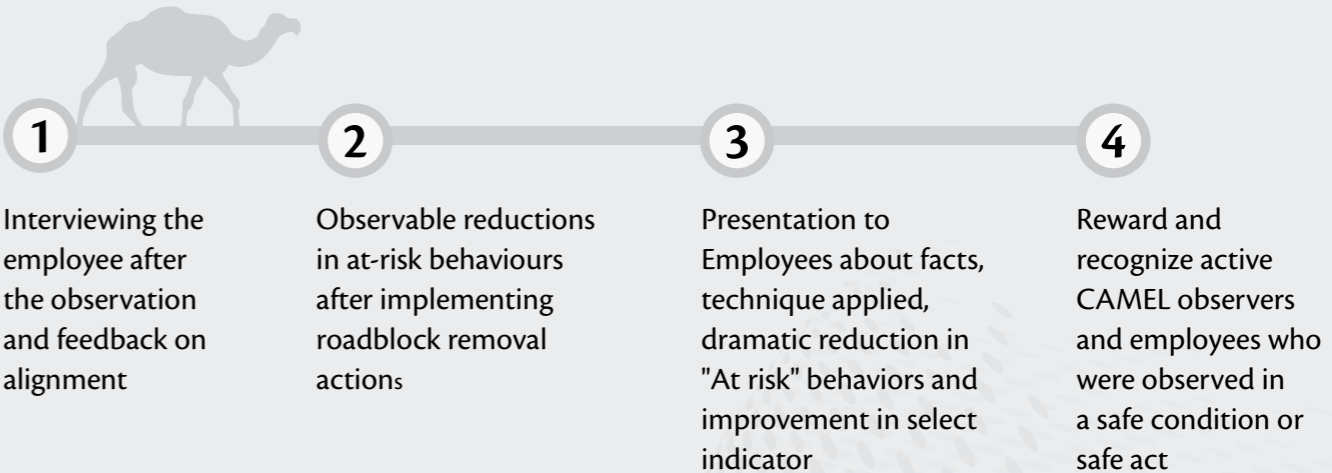 1
Interviewing the
employee after
the observation
and feedback on
alignment
2
Observable reductions
in at-risk behaviours
after implementing
roadblock removal
actions
3
Presentation to
Employees about facts,
technique applied,
dramatic reduction in
"At risk" behaviors and
improvement in select
indicator
4
Reward and
recognize active
CAMEL observers
and employees who
were observed in
a safe condition or
safe act